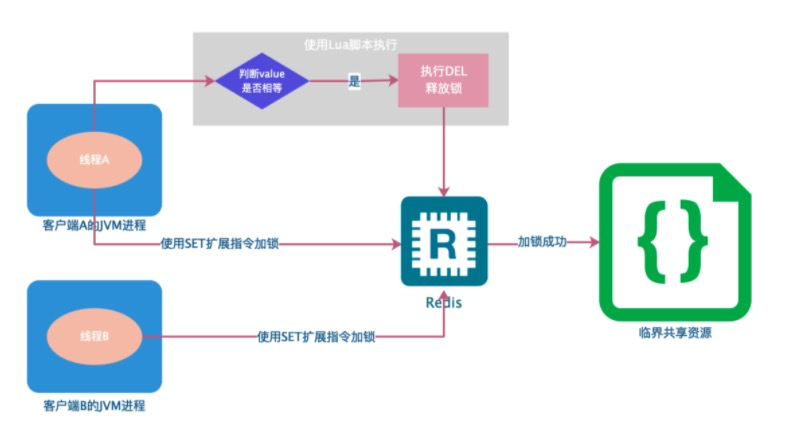 使用Lua脚本执行
判断value
是否相等
是
执行DEL
释放锁
线程A
客户端A的JVM进程
使用SET扩展指令加锁
R
加锁成功
Redis
临界共享资源
线程B
使用SET扩展指令加锁
客户端B的JVM进程